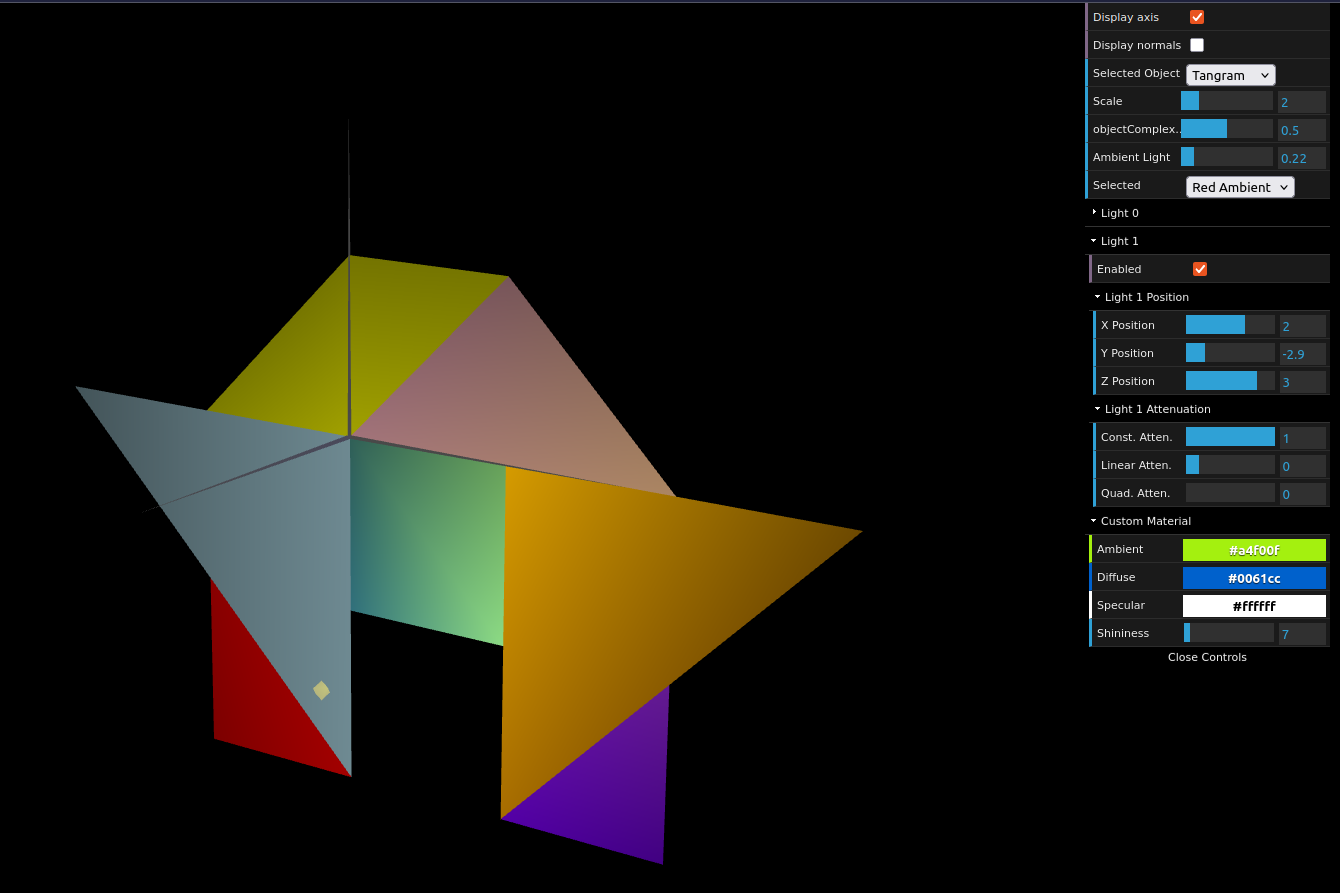 Display axis
Display normals
Selected Object Tangram
Scale 2
objectComplex.. 0.5
Ambient Light 0.22
Selected Red Ambient
Light 0
Light 1
Enabled
Light 1 Position
X Position 2
Y Position -2.9
Z Position 3
Light 1 Attenuation
Const. Atten. 1
Linear Atten. 0
Quad. Atten. 0
Custom Material
Ambient #a4f00f
Diffuse #0061cc
Specular #ffffff
Shininess 7
Close Controls